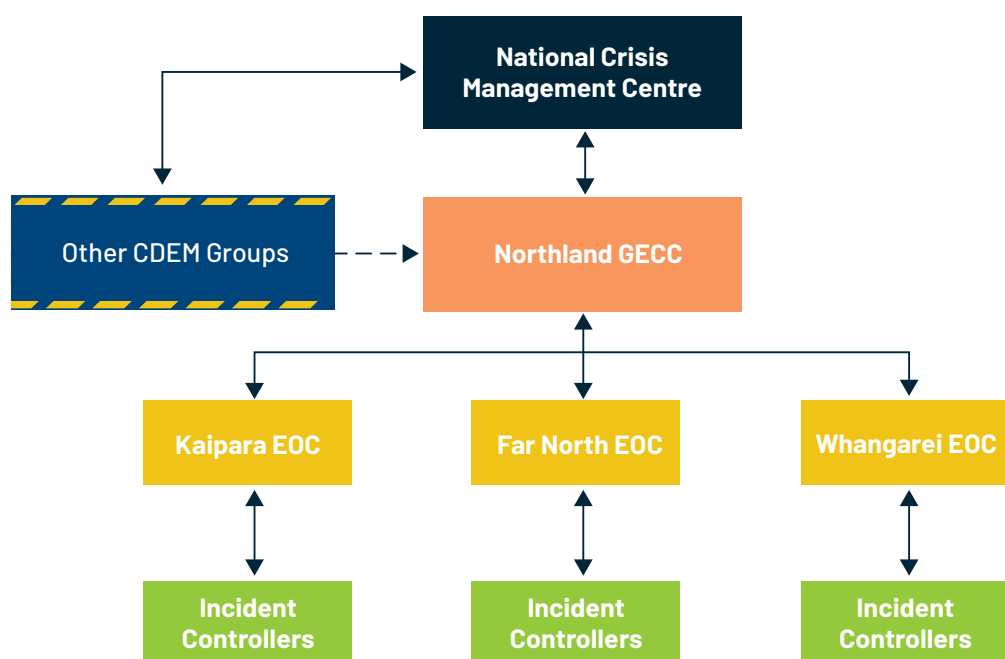 National Crisis
Management Centre
Other CDEM Groups
Northland GECC
Kaipara EOC
Far North EOC
Whangarei EOC
Incident
Controllers
Incident
Controllers
Incident
Controllers